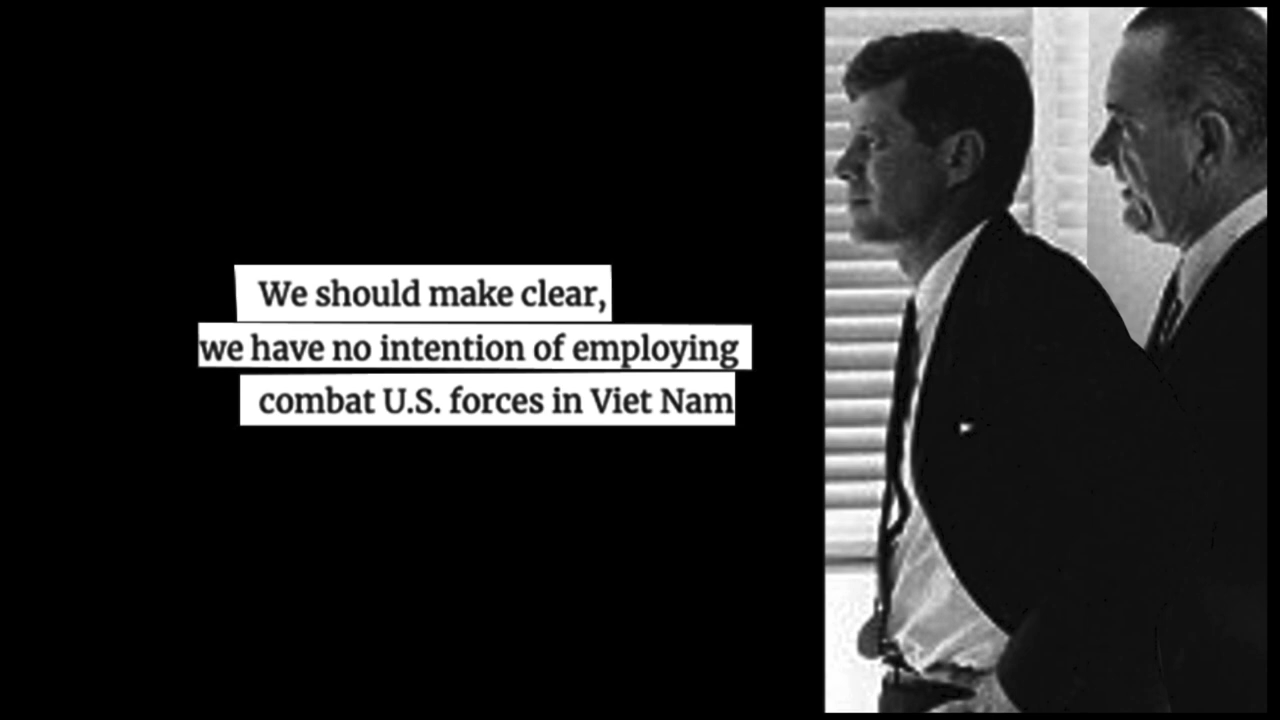 We should make clear,
we have no intention of employing
combat U.S. forces in Viet Nam